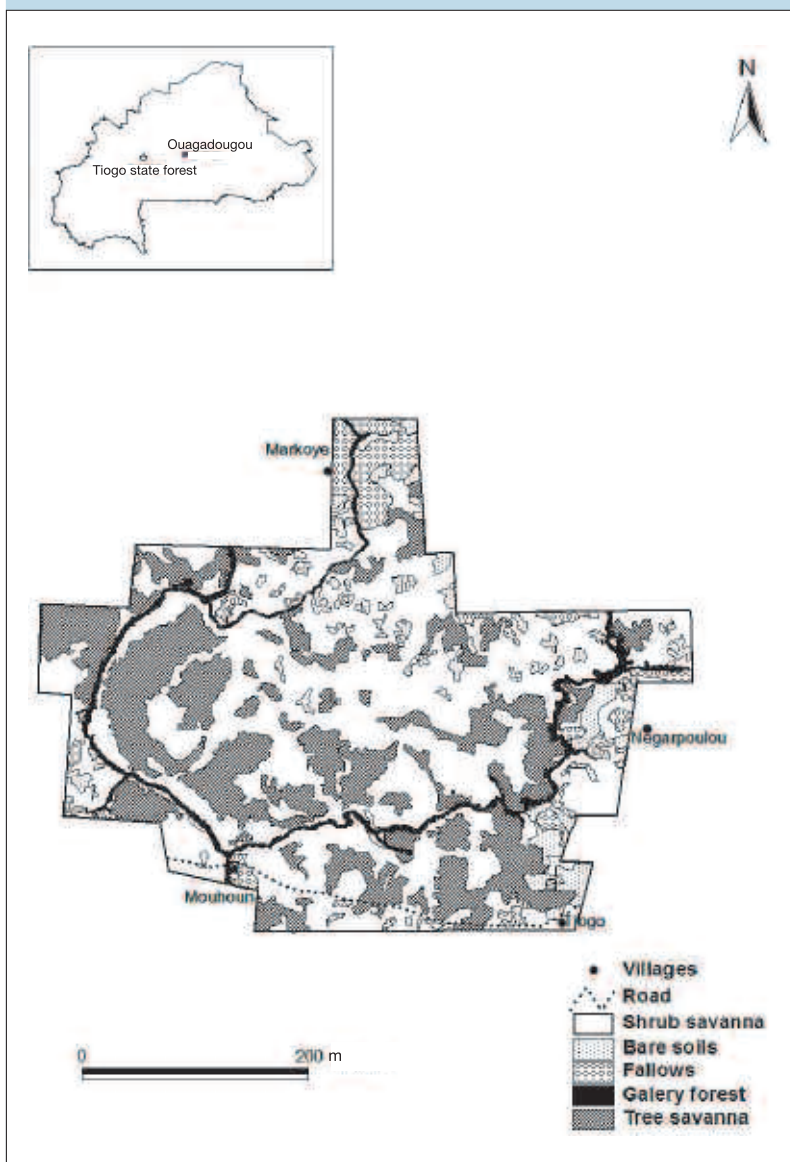 N
Ouagadougou
Tiogo state forest
Markoye
Negarpoulou
Mouhoun
Tiogo
Villages
Road
Shrub savanna
Bare soils
Fallows
Galery forest
Tree savanna
0 200 m